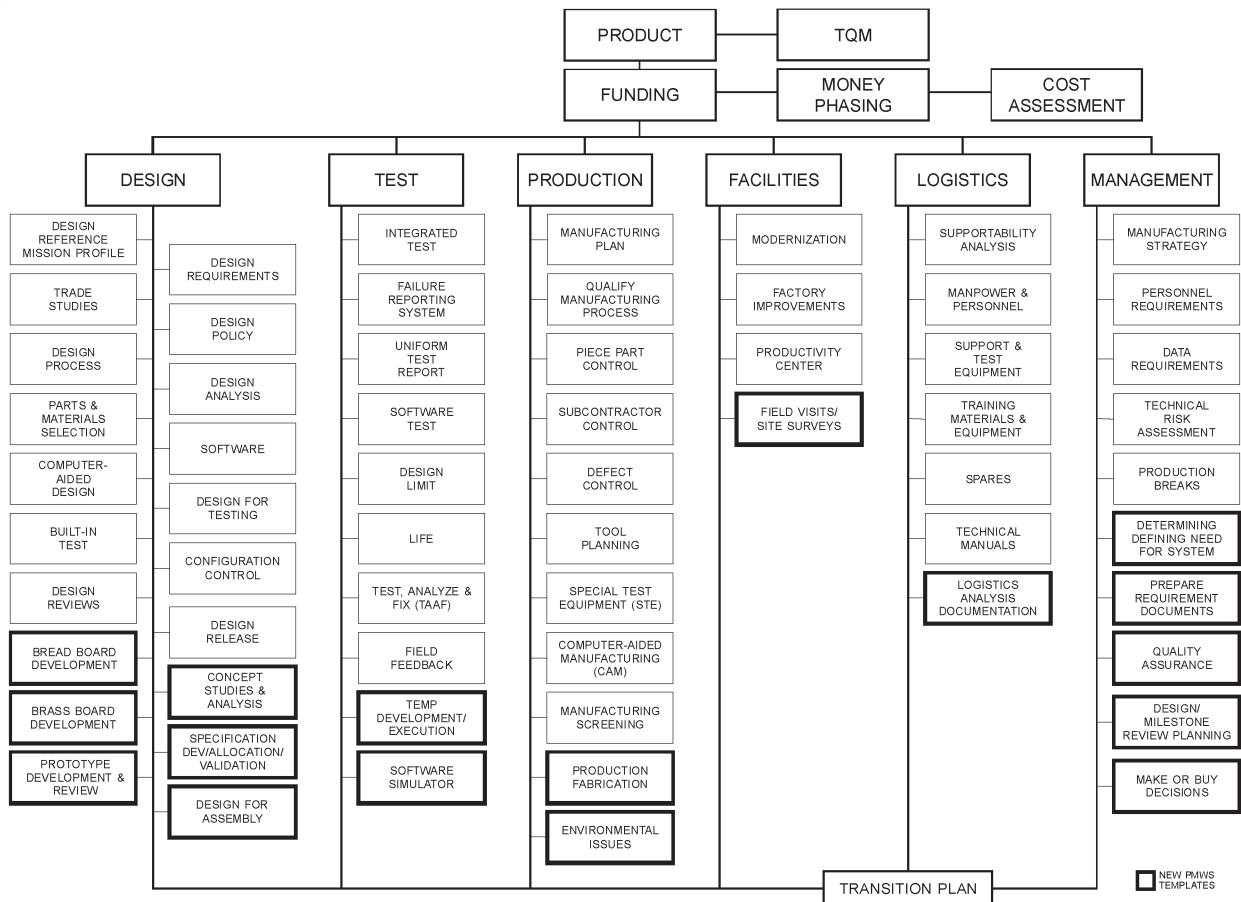 PRODUCT
TQM
FUNDING
MONEY
PHASING
COST
ASSESSMENT
DESIGN
TEST
PRODUCTION
FACILITIES
LOGISTICS
MANAGEMENT
DESIGN
REFERENCE
MISSION PROFILE
TRADE
STUDIES
DESIGN
PROCESS
PARTS &
MATERIALS
SELECTION
COMPUTER-
AIDED
DESIGN
BUILT-IN
TEST
DESIGN
REVIEWS
BREAD BOARD
DEVELOPMENT
BRASS BOARD
DEVELOPMENT
PROTOTYPE
DEVELOPMENT &
REVIEW
DESIGN
REQUIREMENTS
DESIGN
POLICY
DESIGN
ANALYSIS
SOFTWARE
DESIGN FOR
TESTING
CONFIGURATION
CONTROL
DESIGN
RELEASE
CONCEPT
STUDIES &
ANALYSIS
SPECIFICATION
DEV/ALLOCATION/
VALIDATION
DESIGN FOR
ASSEMBLY
INTEGRATED
TEST
FAILURE
REPORTING
SYSTEM
UNIFORM
TEST
REPORT
SOFTWARE
TEST
DESIGN
LIMIT
LIFE
TEST, ANALYZE &
FIX (TAAF)
FIELD
FEEDBACK
TEMP
DEVELOPMENT/
EXECUTION
SOFTWARE
SIMULATOR
MANUFACTURING
PLAN
QUALIFY
MANUFACTURING
PROCESS
PIECE PART
CONTROL
SUBCONTRACTOR
CONTROL
DEFECT
CONTROL
TOOL
PLANNING
SPECIAL TEST
EQUIPMENT (STE)
COMPUTER-AIDED
MANUFACTURING
(CAM)
MANUFACTURING
SCREENING
PRODUCTION
FABRICATION
ENVIRONMENTAL
ISSUES
MODERNIZATION
FACTORY
IMPROVEMENTS
PRODUCTIVITY
CENTER
FIELD VISITS/
SITE SURVEYS
SUPPORTABILITY
ANALYSIS
MANPOWER &
PERSONNEL
SUPPORT &
TEST
EQUIPMENT
TRAINING
MATERIALS &
EQUIPMENT
SPARES
TECHNICAL
MANUALS
LOGISTICS
ANALYSIS
DOCUMENTATION
MANUFACTURING
STRATEGY
PERSONNEL
REQUIREMENTS
DATA
REQUIREMENTS
TECHNICAL
RISK
ASSESSMENT
PRODUCTION
BREAKS
DETERMINING
DEFINING NEED
FOR SYSTEM
PREPARE
REQUIREMENT
DOCUMENTS
QUALITY
ASSURANCE
DESIGN/
MILESTONE
REVIEW PLANNING
MAKE OR BUY
DECISIONS
TRANSITION PLAN
NEW PMWS
TEMPLATES